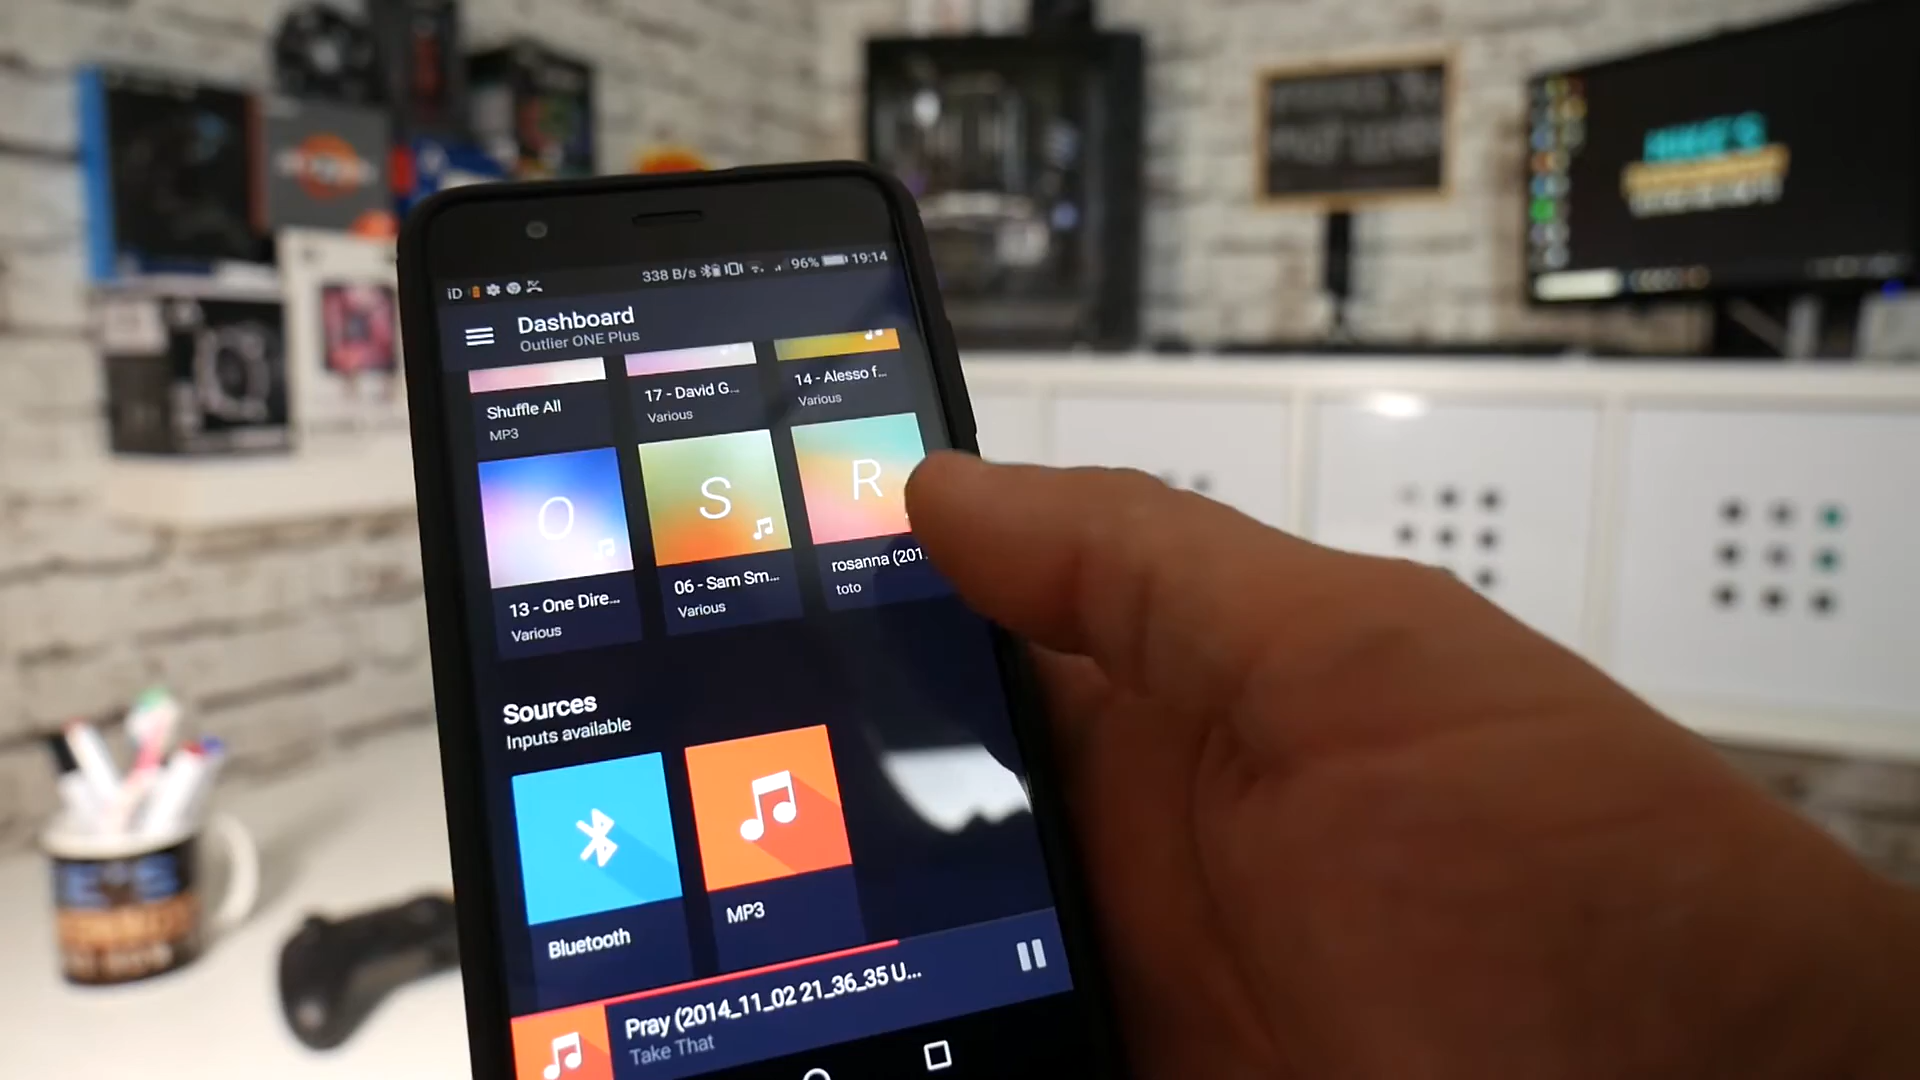 iD 338 B/s 96% 19:14
Dashboard
Outlier ONE Plus
Shuffle All
MP3
17 - David G...
Various
14 - Alesso f...
Various
O
S
R
13 - One Dire...
Various
06 - Sam Sm...
Various
rosanna (201
toto
Sources
Inputs available
Bluetooth
MP3
Pray (2014_11_02 21_36_35 U...
Take That
MIKE'S